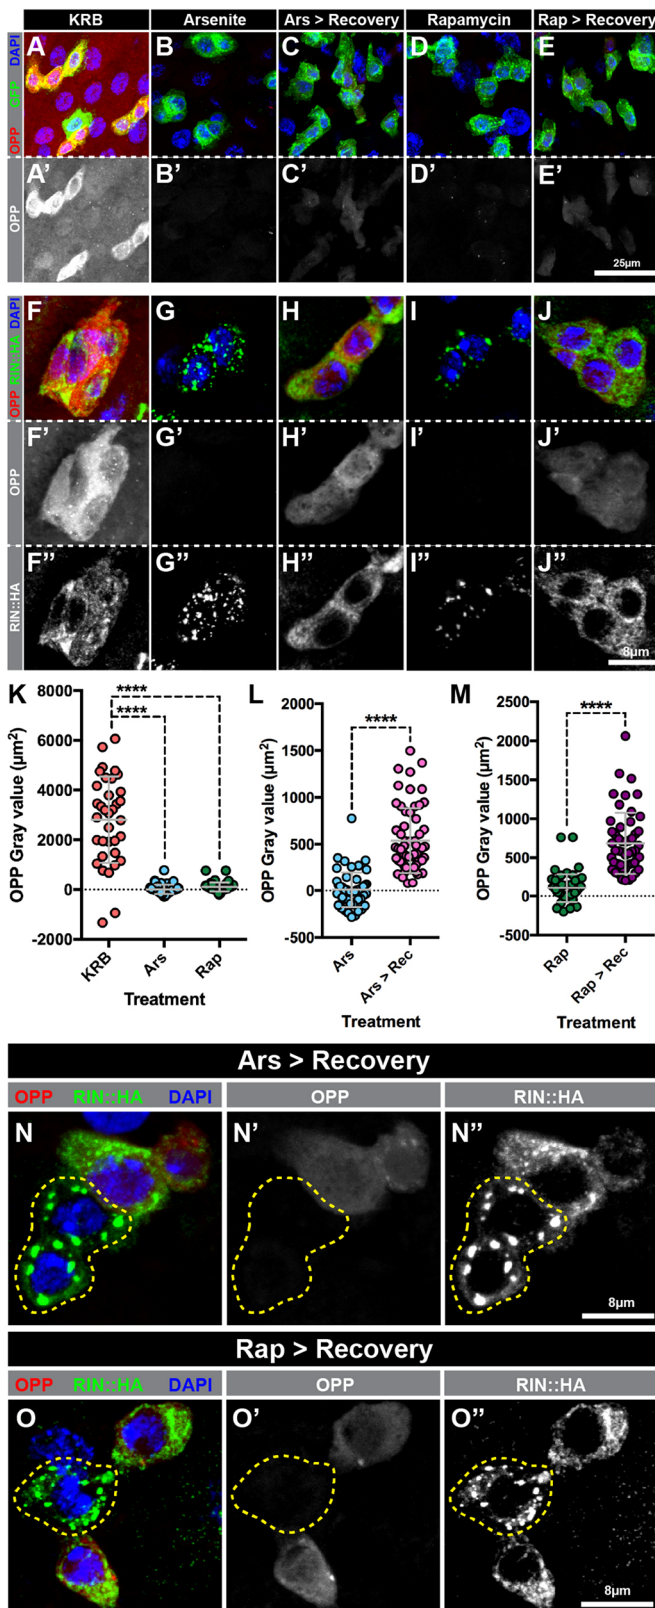 KRB Arsenite Ars > Recovery Rapamycin Rap > Recovery
OPP GFP DAPI
A B C D E
OPP
A' B' C' D' E'
25µm
OPP RIN::HA DAPI
F G H I J
OPP
F' G' H' I' J'
RIN::HA
F'' G'' H'' I'' J''
8µm
K
OPP Gray value (µm²)
8000
6000
4000
2000
0
-2000
****
****
KRB Ars Rap
Treatment
L
OPP Gray value (µm²)
2000
1500
1000
500
0
-500
****
Ars Ars > Rec
Treatment
M
OPP Gray value (µm²)
2500
2000
1500
1000
500
0
-500
****
Rap Rap > Rec
Treatment
Ars > Recovery
OPP RIN::HA DAPI OPP RIN::HA
N N' N''
8µm
Rap > Recovery
OPP RIN::HA DAPI OPP RIN::HA
O O' O''
8µm